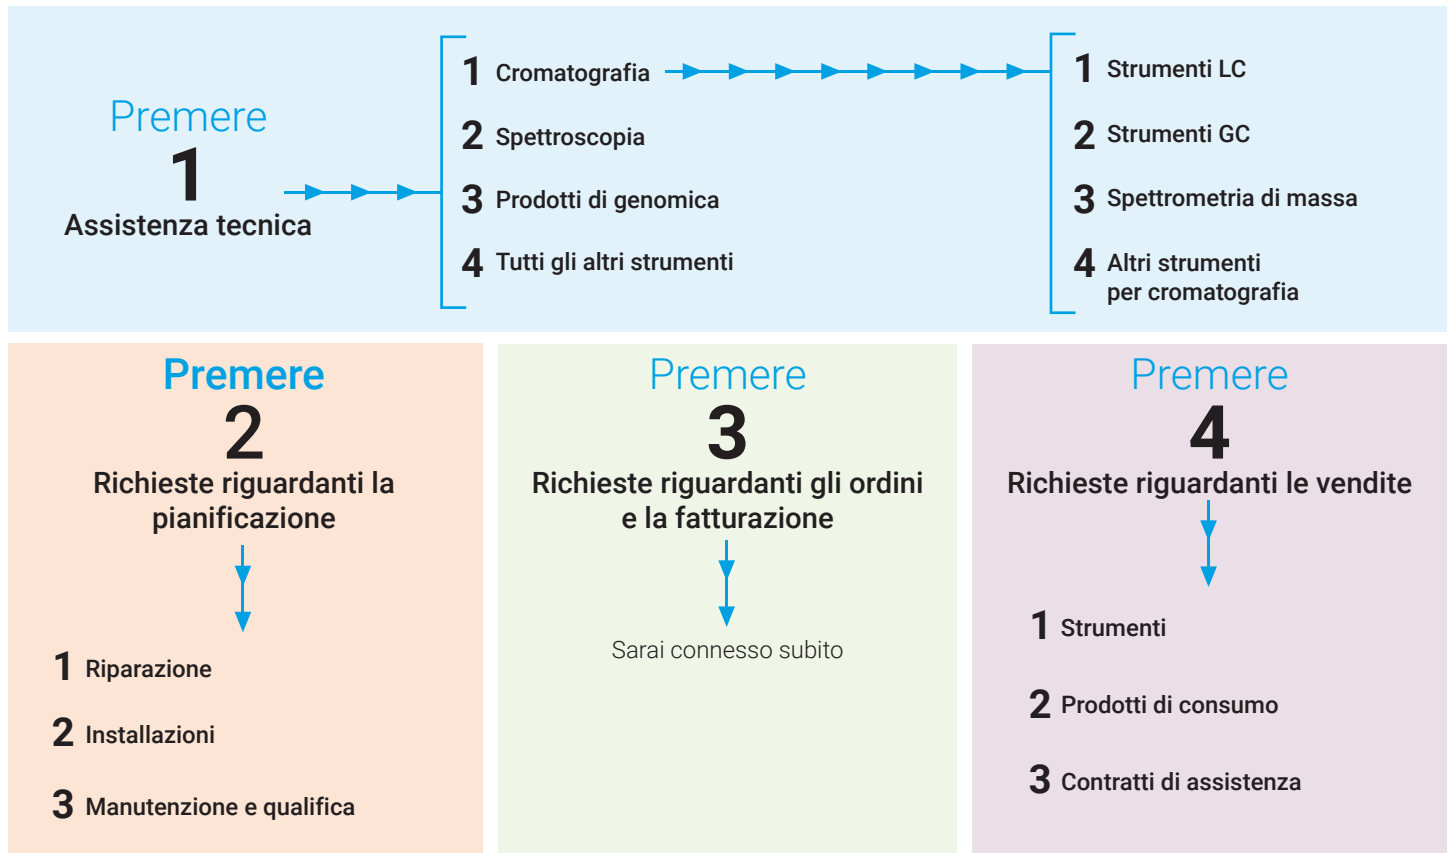 Premere
1
Assistenza tecnica
1 Cromatografia
2 Spettroscopia
3 Prodotti di genomica
4 Tutti gli altri strumenti
1 Strumenti LC
2 Strumenti GC
3 Spettrometria di massa
4 Altri strumenti
per cromatografia
Premere
2
Richieste riguardanti la
pianificazione
1 Riparazione
2 Installazioni
3 Manutenzione e qualifica
Premere
3
Richieste riguardanti gli ordini
e la fatturazione
Sarai connesso subito
Premere
4
Richieste riguardanti le vendite
1 Strumenti
2 Prodotti di consumo
3 Contratti di assistenza